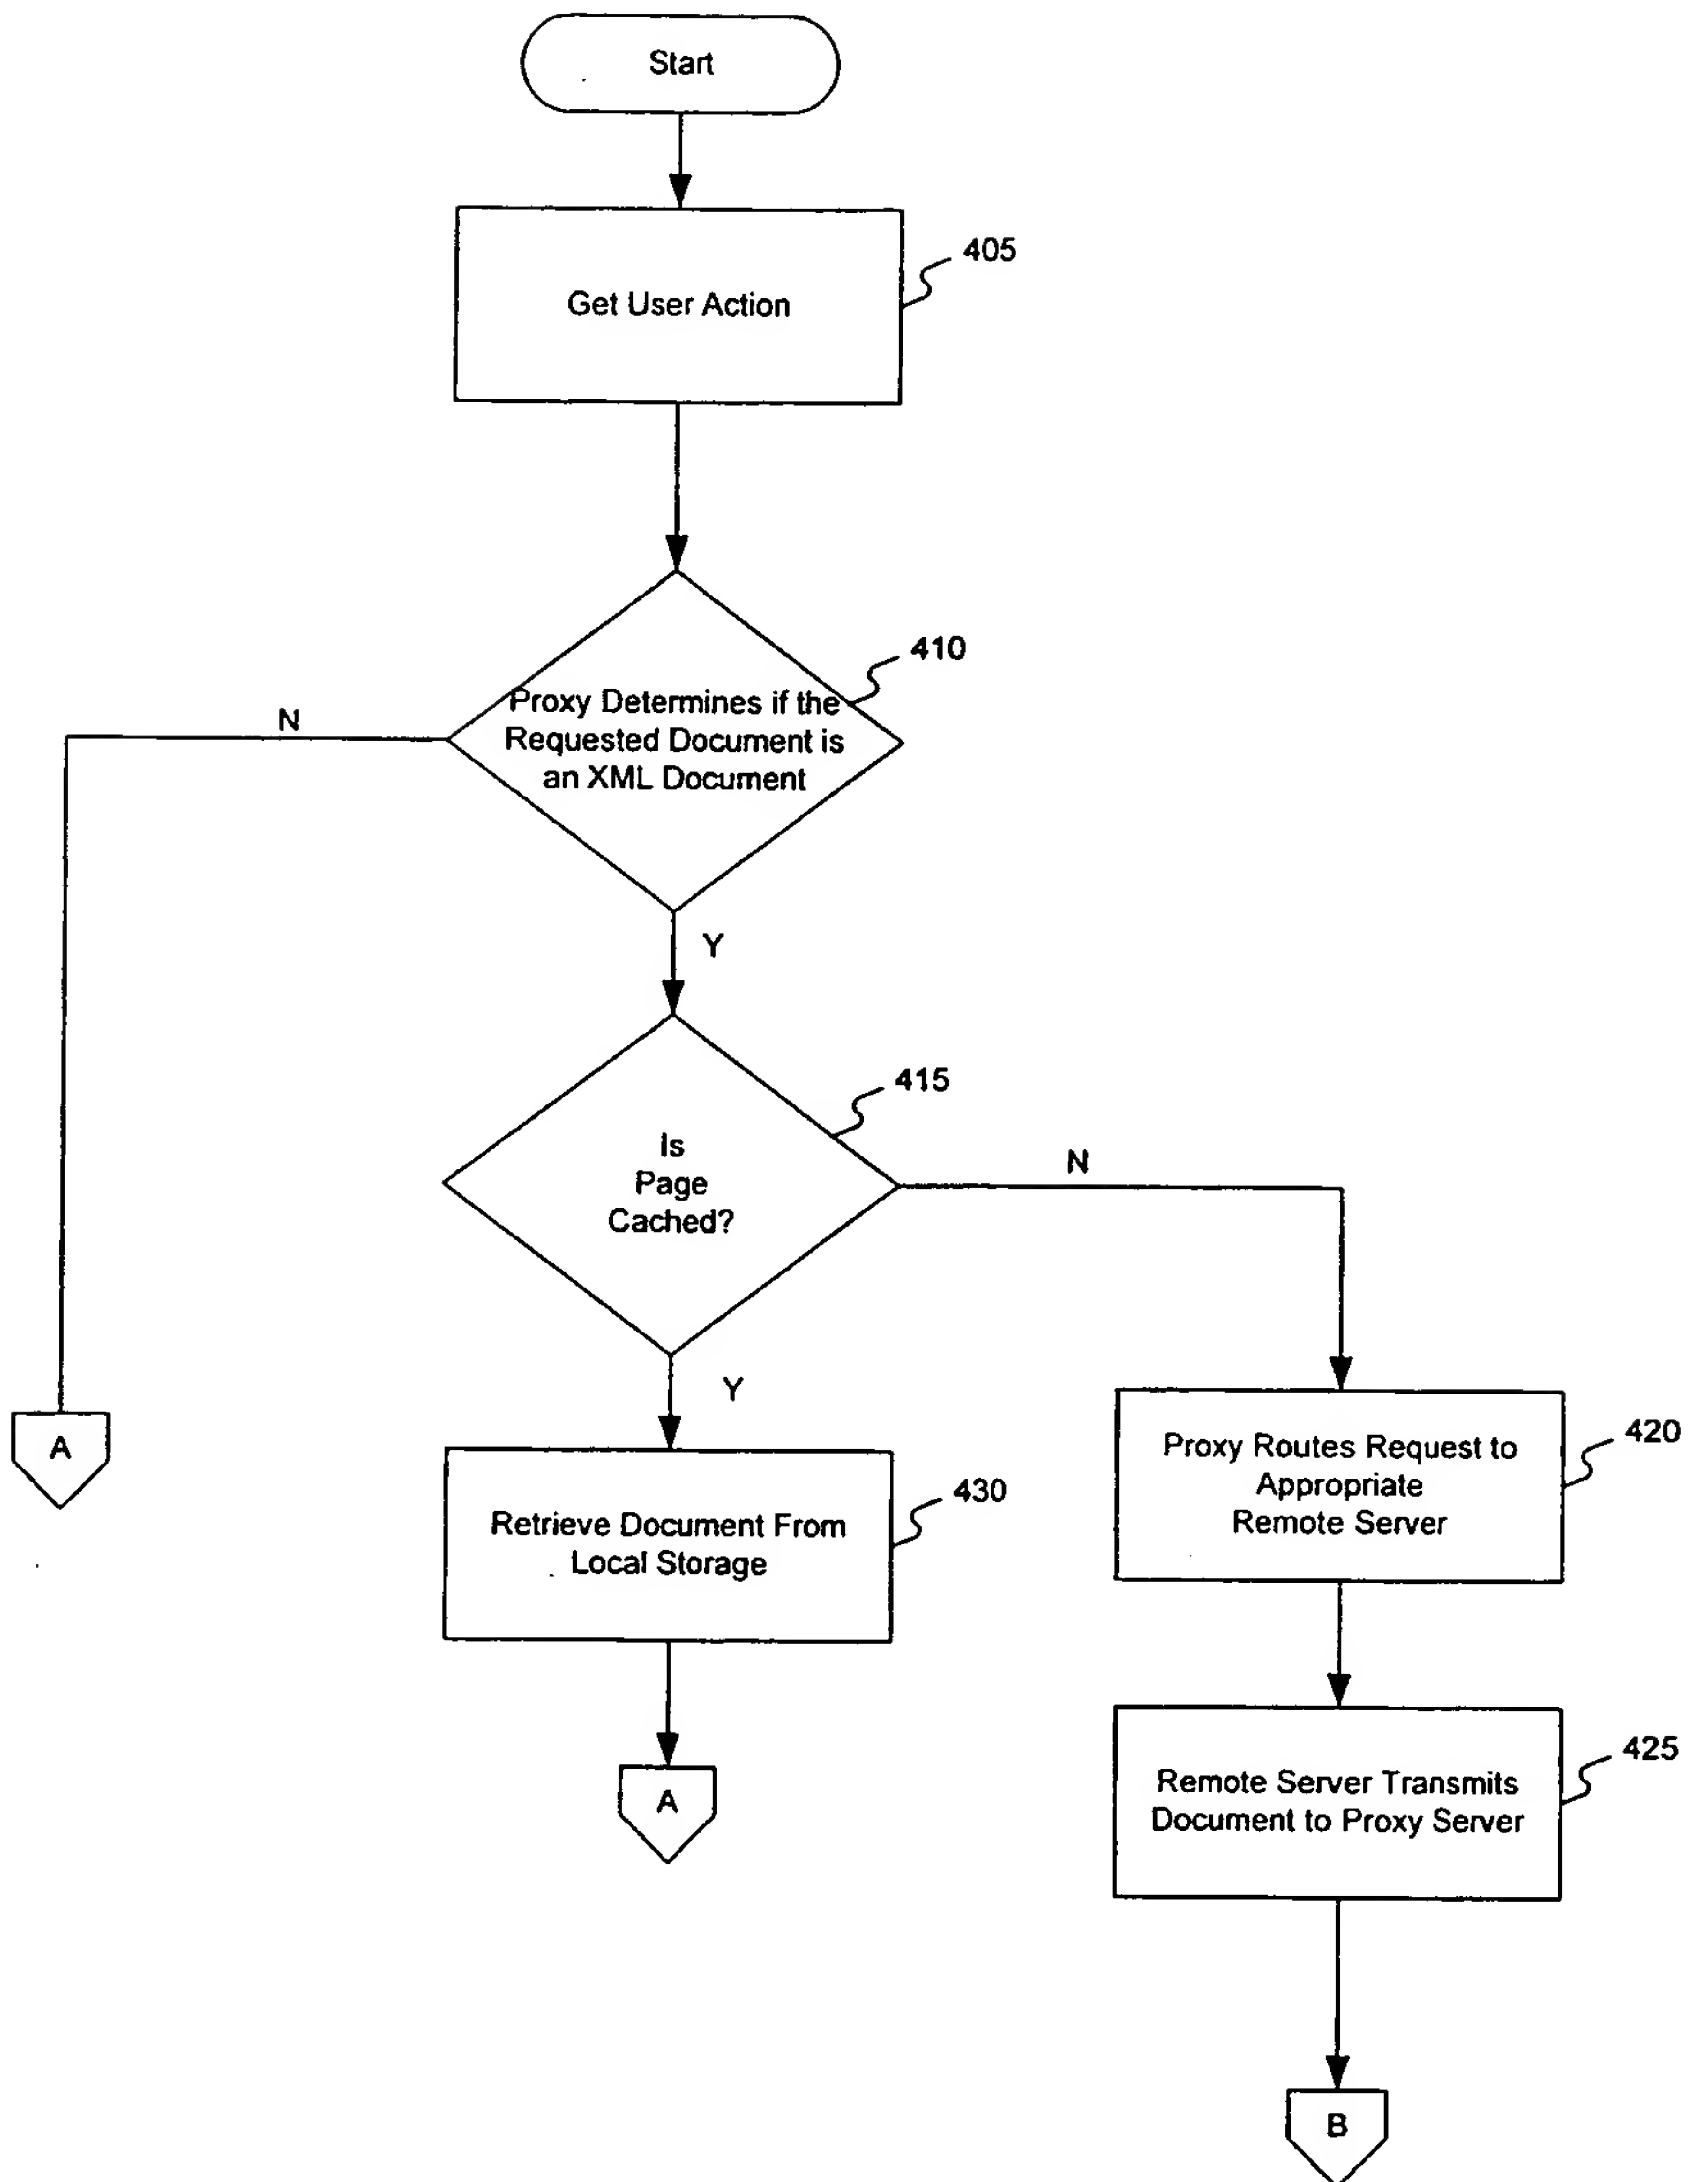 Start
405
Get User Action
410
N
Proxy Determines if the
Requested Document is
an XML Document
Y
415
Is
Page
Cached?
N
Y
A
430
Retrieve Document From
Local Storage
420
Proxy Routes Request to
Appropriate
Remote Server
A
425
Remote Server Transmits
Document to Proxy Server
B